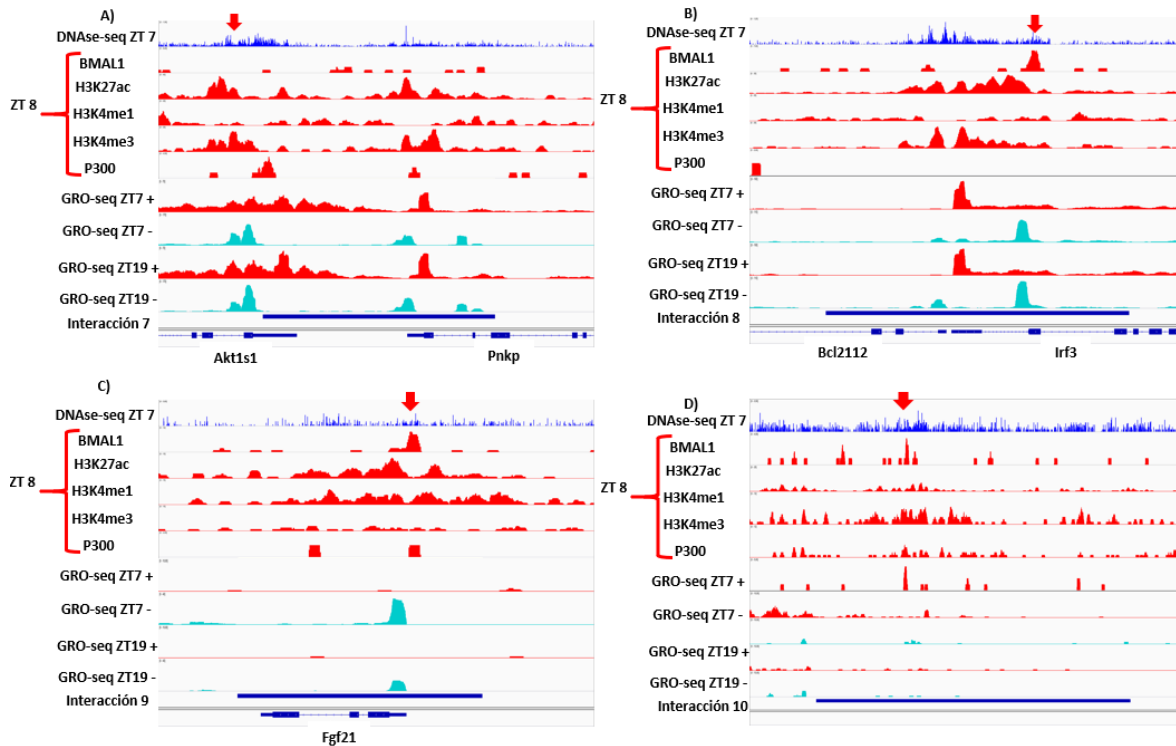 A)
DNAse-seq ZT 7
BMAL1
H3K27ac
ZT 8
H3K4me1
H3K4me3
P300
GRO-seq ZT7 +
GRO-seq ZT7 -
GRO-seq ZT19 +
GRO-seq ZT19 -
Interacción 7
Akt1s1
Pnkp
B)
DNAse-seq ZT 7
BMAL1
H3K27ac
ZT 8
H3K4me1
H3K4me3
P300
GRO-seq ZT7 +
GRO-seq ZT7 -
GRO-seq ZT19 +
GRO-seq ZT19 -
Interacción 8
Bcl2112
Irf3
C)
DNAse-seq ZT 7
BMAL1
H3K27ac
ZT 8
H3K4me1
H3K4me3
P300
GRO-seq ZT7 +
GRO-seq ZT7 -
GRO-seq ZT19 +
GRO-seq ZT19 -
Interacción 9
Fgf21
D)
DNAse-seq ZT 7
BMAL1
H3K27ac
ZT 8
H3K4me1
H3K4me3
P300
GRO-seq ZT7 +
GRO-seq ZT7 -
GRO-seq ZT19 +
GRO-seq ZT19 -
Interacción 10